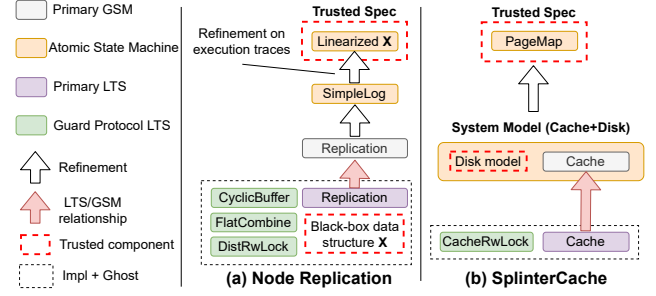 Primary GSM
Atomic State Machine
Primary LTS
Guard Protocol LTS
Refinement
LTS/GSM
relationship
Trusted component
Impl + Ghost
Trusted Spec
Refinement on
execution traces
Linearized X
SimpleLog
Replication
CyclicBuffer
Replication
FlatCombine
DistRwLock
Black-box data
structure X
(a) Node Replication
Trusted Spec
PageMap
System Model (Cache+Disk)
Disk model
Cache
CacheRwLock
Cache
(b) SplinterCache